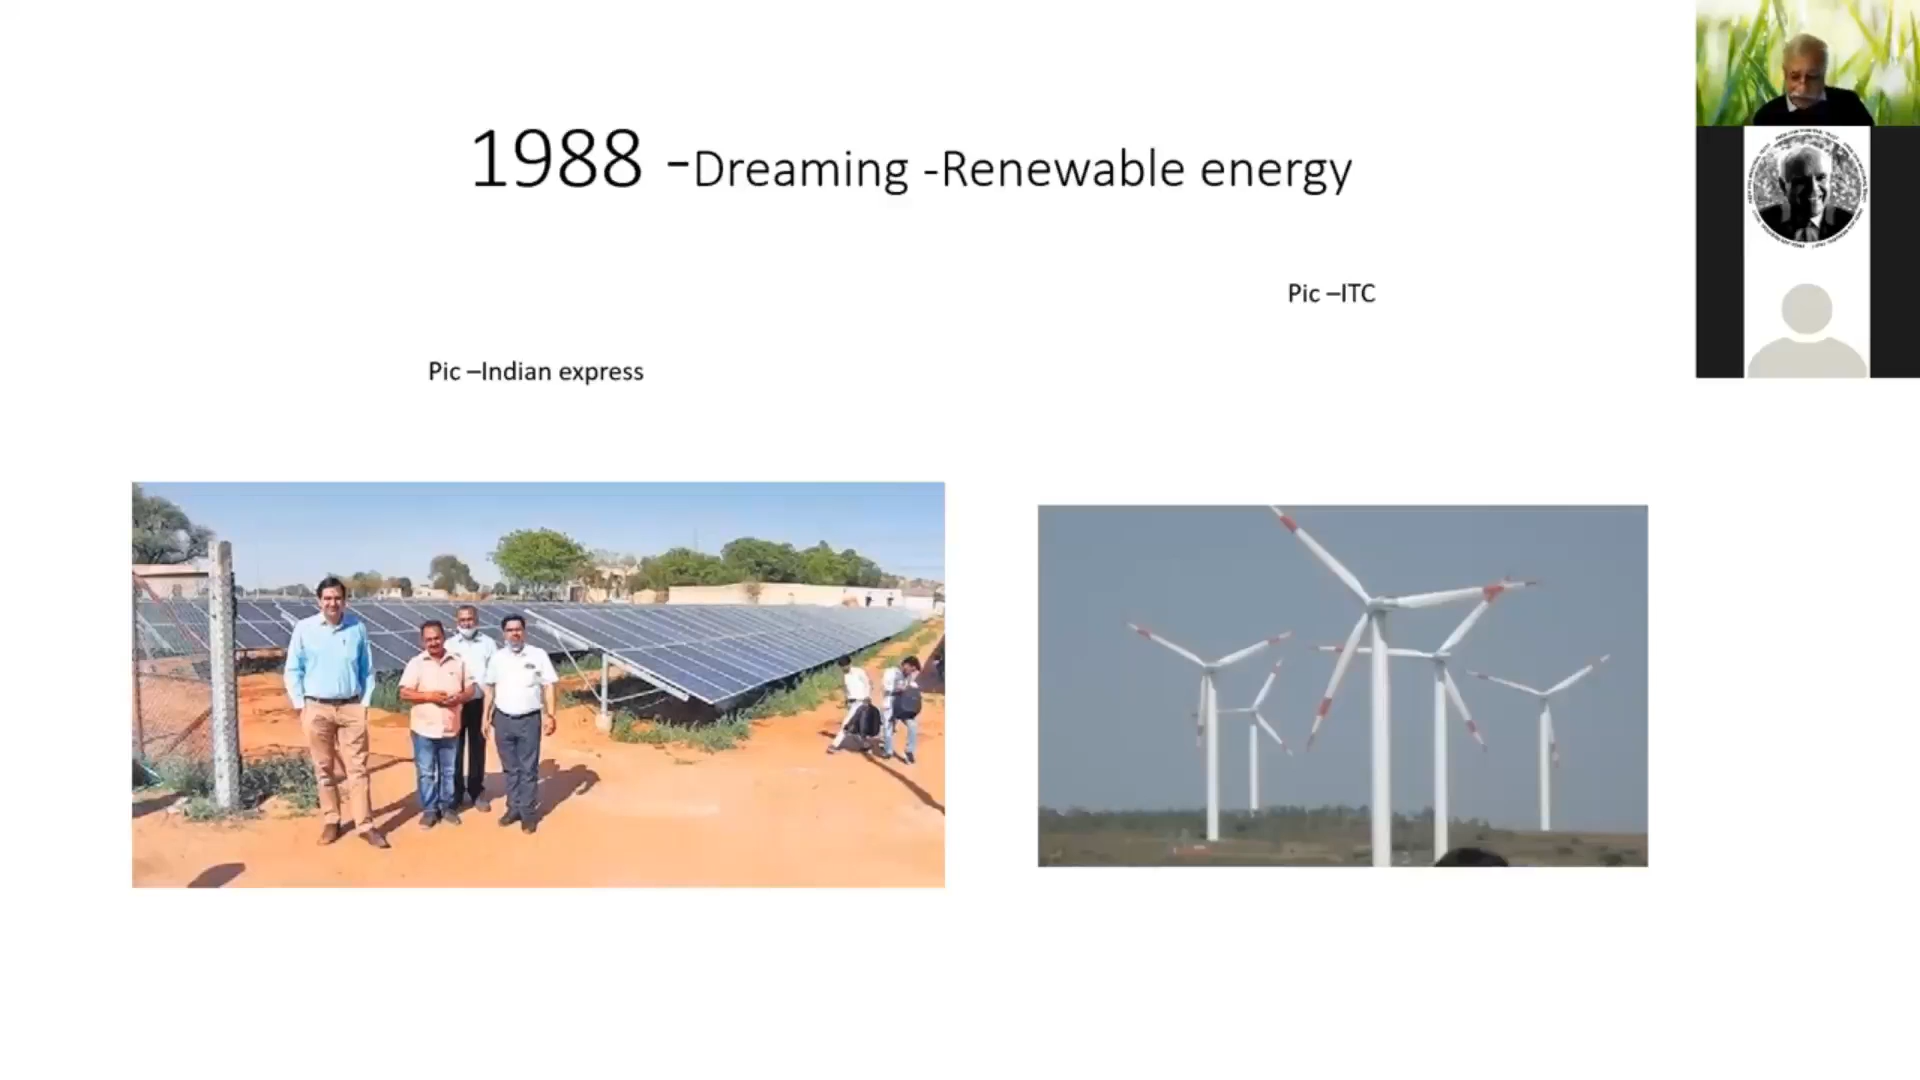 1988 -Dreaming -Renewable energy
Pic –ITC
Pic –Indian express